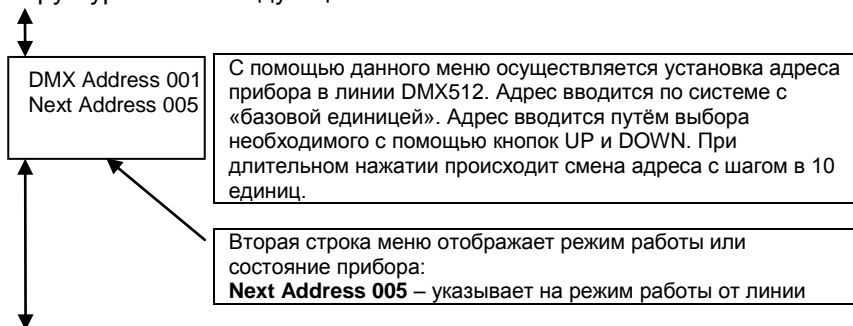 DMX Address 001
Next Address 005
С помощью данного меню осуществляется установка адреса
прибора в линии DMX512. Адрес вводится по системе с
«базовой единицей». Адрес вводится путём выбора
необходимого с помощью кнопок UP и DOWN. При
длительном нажатии происходит смена адреса с шагом в 10
единиц.
Вторая строка меню отображает режим работы или
состояние прибора:
Next Address 005 – указывает на режим работы от линии